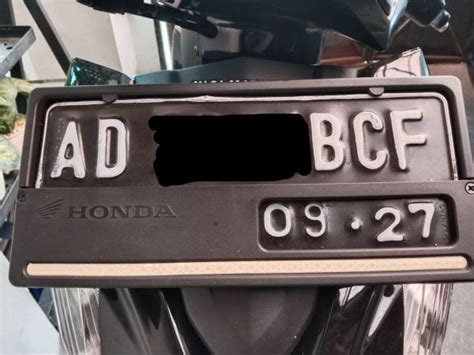 AD BCF
HONDA 09 · 27